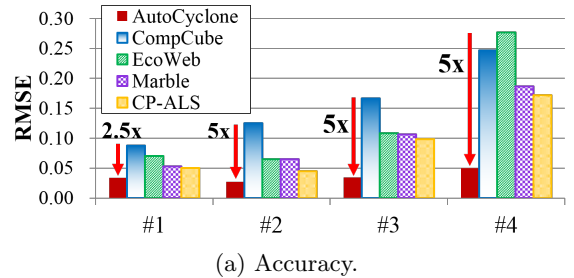 AutoCyclone
CompCube
EcoWeb
Marble
CP-ALS
RMSE
0.30
0.25
0.20
0.15
0.10
0.05
0.00
2.5x
5x
5x
5x
#1
#2
#3
#4
(a) Accuracy.